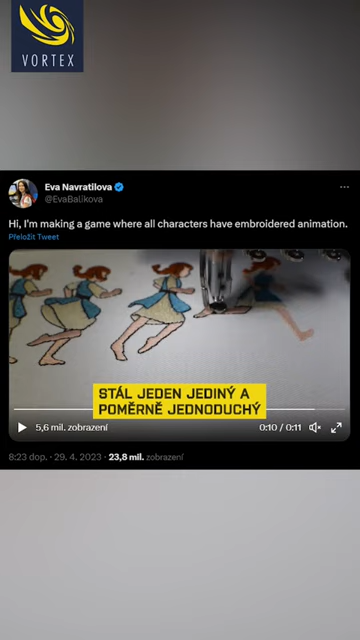 VORTEX
Eva Navratilova
@EvaBalikova
Hi, I'm making a game where all characters have embroidered animation.
Přeložit Tweet
STÁL JEDEN JEDINÝ A
POMĚRNĚ JEDNODUCHÝ
5,6 mil. zobrazení
0:10 / 0:11
8:23 dop. · 29. 4. 2023 · 23,8 mil. zobrazení